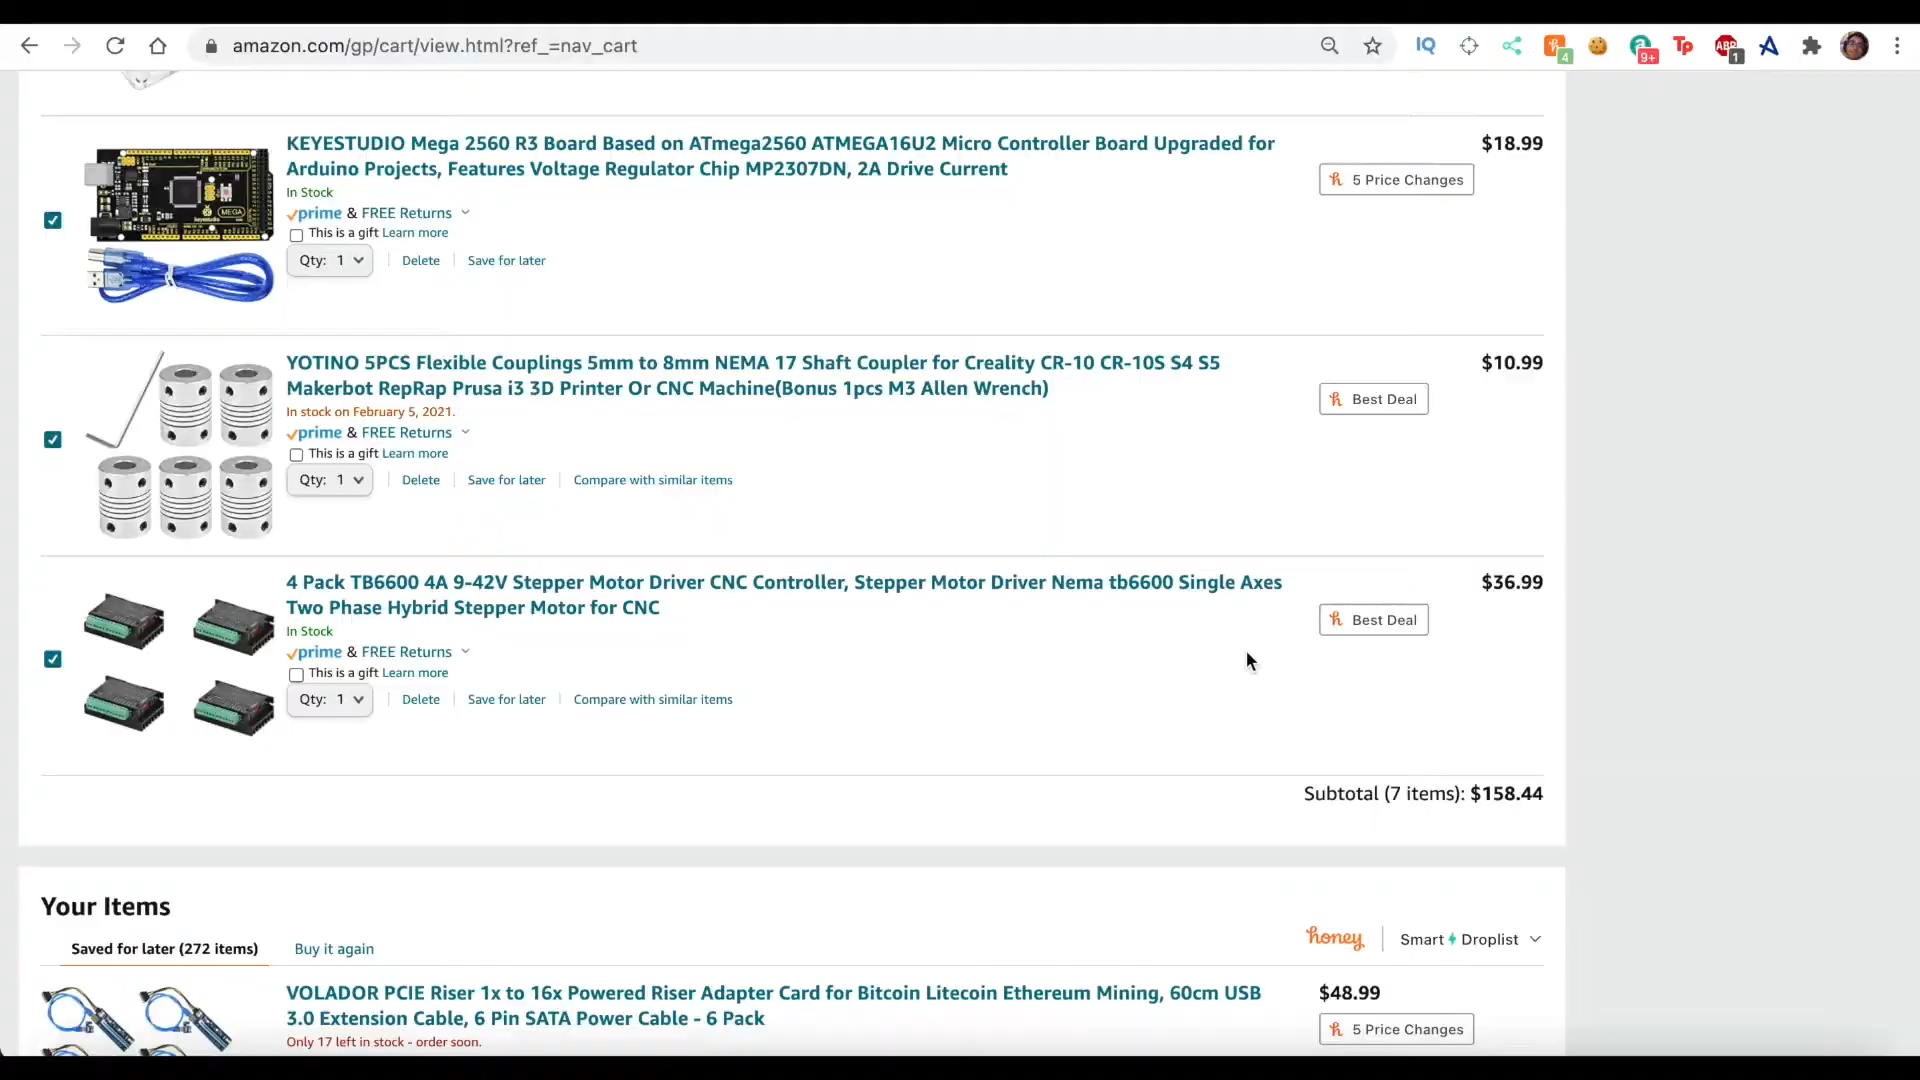 amazon.com/gp/cart/view.html?ref_=nav_cart
IQ
4
9+
Tp
ABP
1
KEYESTUDIO Mega 2560 R3 Board Based on ATmega2560 ATMEGA16U2 Micro Controller Board Upgraded for
Arduino Projects, Features Voltage Regulator Chip MP2307DN, 2A Drive Current
$18.99
5 Price Changes
In Stock
prime & FREE Returns
This is a gift Learn more
Qty: 1
Delete
Save for later
MEGA
keyestudio
YOTINO 5PCS Flexible Couplings 5mm to 8mm NEMA 17 Shaft Coupler for Creality CR-10 CR-10S S4 S5
Makerbot RepRap Prusa i3 3D Printer Or CNC Machine(Bonus 1pcs M3 Allen Wrench)
$10.99
Best Deal
In stock on February 5, 2021.
prime & FREE Returns
This is a gift Learn more
Qty: 1
Delete
Save for later
Compare with similar items
4 Pack TB6600 4A 9-42V Stepper Motor Driver CNC Controller, Stepper Motor Driver Nema tb6600 Single Axes
Two Phase Hybrid Stepper Motor for CNC
$36.99
Best Deal
In Stock
prime & FREE Returns
This is a gift Learn more
Qty: 1
Delete
Save for later
Compare with similar items
Subtotal (7 items): $158.44
Your Items
honey
Smart Droplist
Saved for later (272 items)
Buy it again
VOLADOR PCIE Riser 1x to 16x Powered Riser Adapter Card for Bitcoin Litecoin Ethereum Mining, 60cm USB
3.0 Extension Cable, 6 Pin SATA Power Cable - 6 Pack
$48.99
5 Price Changes
Only 17 left in stock - order soon.